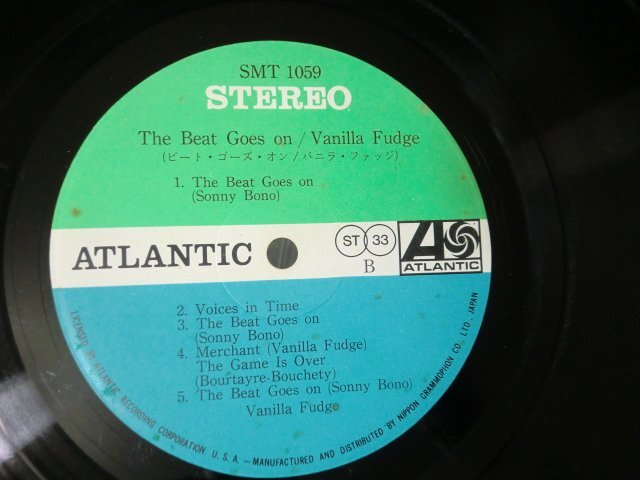 SMT 1059
STEREO
The Beat Goes on / Vanilla Fudge
(ビート・ゴーズ・オン/バニラ・ファッジ)
1. The Beat Goes on
(Sonny Bono)
ATLANTIC
ST 33
B
ATLANTIC
2. Voices in Time
3. The Beat Goes on
(Sonny Bono)
4. Merchant (Vanilla Fudge)
The Game Is Over
(Bourtayre-Bouchety)
5. The Beat Goes on (Sonny Bono)
Vanilla Fudge
LICENSED BY ATLANTIC RECORDING CORPORATION U. S. A. — MANUFACTURED AND DISTRIBUTED BY NIPPON GRAMMOPHON CO. LTD., JAPAN